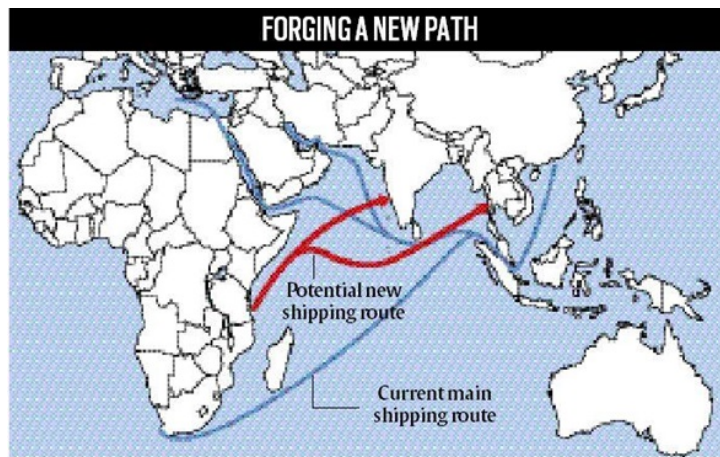 FORGING A NEW PATH
Potential new
shipping route
Current main
shipping route